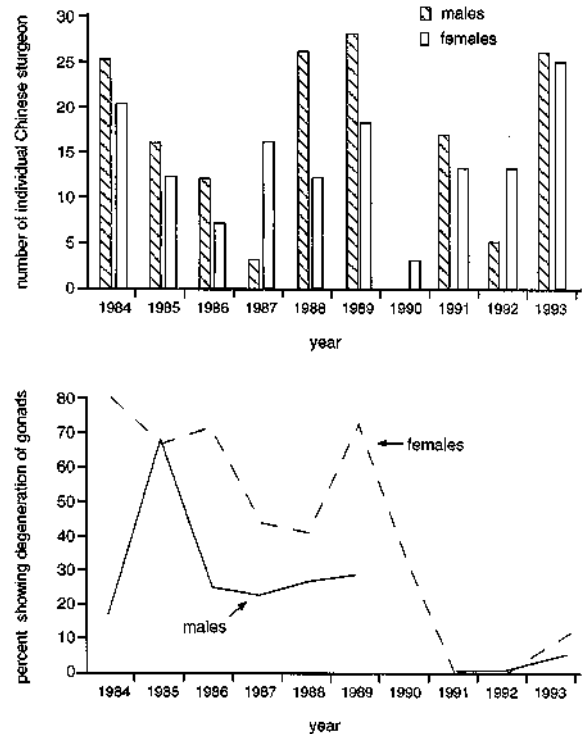 30
25
20
15
10
5
0
number of individual Chinese sturgeon
males
females
1984 1985 1986 1987 1988 1989 1990 1991 1992 1993
year
80
70
60
50
40
30
20
10
0
percent showing degeneration of gonads
females
males
1984 1985 1986 1987 1988 1989 1990 1991 1992 1993
year